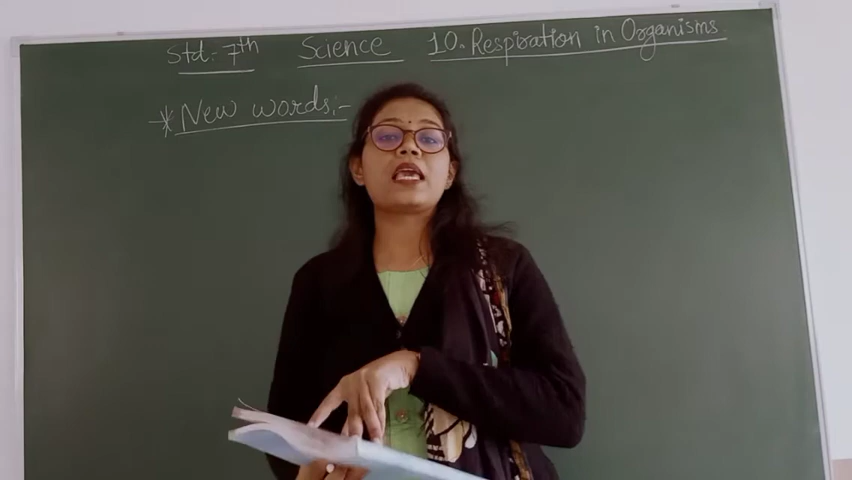 Std: 7th Science 10. Respiration in Organisms
* New words:-